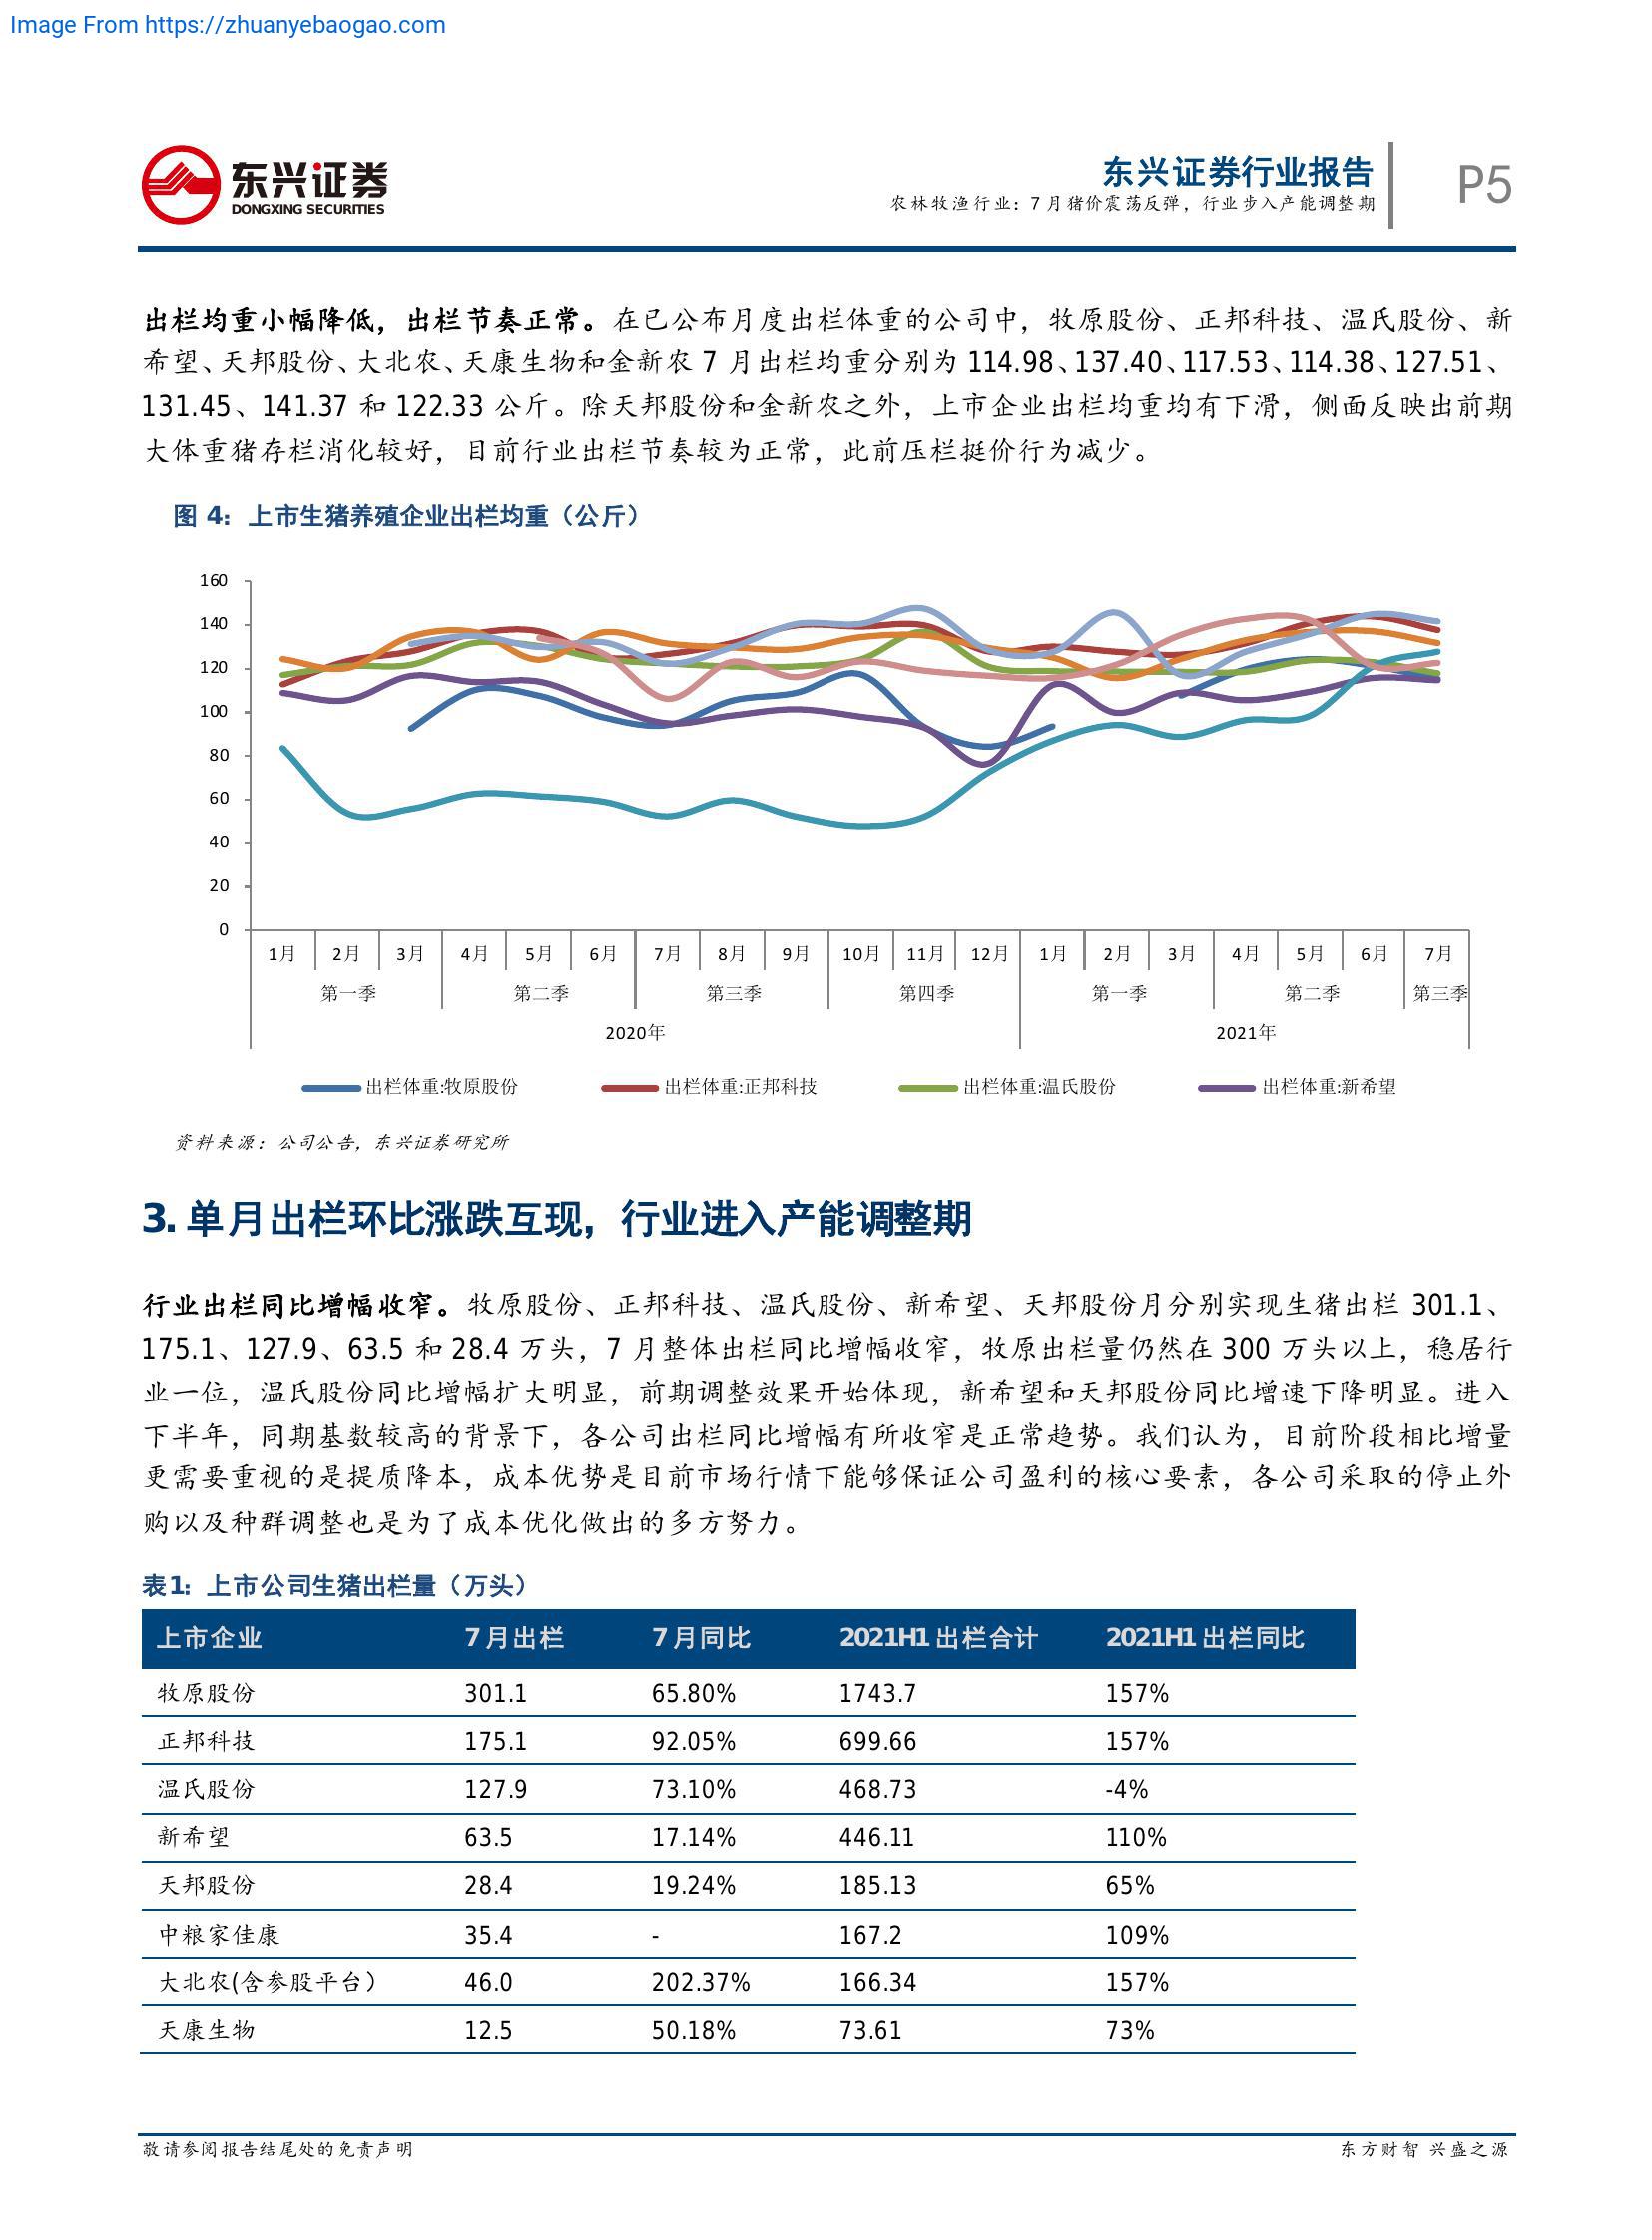 Image From https://zhuanyebaogao.com
东兴证券
DONGXING SECURITIES
东兴证券行业报告
农林牧渔行业：7 月猪价震荡反弹，行业步入产能调整期
P5
出栏均重小幅降低，出栏节奏正常。在已公布月度出栏体重的公司中，牧原股份、正邦科技、温氏股份、新
希望、天邦股份、大北农、天康生物和金新农 7 月出栏均重分别为 114.98、137.40、117.53、114.38、127.51、
131.45、141.37 和 122.33 公斤。除天邦股份和金新农之外，上市企业出栏均重均有下滑，侧面反映出前期
大体重猪存栏消化较好，目前行业出栏节奏较为正常，此前压栏挺价行为减少。
图 4：上市生猪养殖企业出栏均重（公斤）
160
140
120
100
80
60
40
20
0
1月 2月 3月 4月 5月 6月 7月 8月 9月 10月 11月 12月 1月 2月 3月 4月 5月 6月 7月
第一季 第二季 第三季 第四季 第一季 第二季 第三季
2020年 2021年
出栏体重:牧原股份 出栏体重:正邦科技 出栏体重:温氏股份 出栏体重:新希望
资料来源：公司公告，东兴证券研究所
3. 单月出栏环比涨跌互现，行业进入产能调整期
行业出栏同比增幅收窄。牧原股份、正邦科技、温氏股份、新希望、天邦股份月分别实现生猪出栏 301.1、
175.1、127.9、63.5 和 28.4 万头，7 月整体出栏同比增幅收窄，牧原出栏量仍然在 300 万头以上，稳居行
业一位，温氏股份同比增幅扩大明显，前期调整效果开始体现，新希望和天邦股份同比增速下降明显。进入
下半年，同期基数较高的背景下，各公司出栏同比增幅有所收窄是正常趋势。我们认为，目前阶段相比增量
更需要重视的是提质降本，成本优势是目前市场行情下能够保证公司盈利的核心要素，各公司采取的停止外
购以及种群调整也是为了成本优化做出的多方努力。
表1：上市公司生猪出栏量（万头）
上市企业 7 月出栏 7 月同比 2021H1 出栏合计 2021H1 出栏同比
牧原股份 301.1 65.80% 1743.7 157%
正邦科技 175.1 92.05% 699.66 157%
温氏股份 127.9 73.10% 468.73 -4%
新希望 63.5 17.14% 446.11 110%
天邦股份 28.4 19.24% 185.13 65%
中粮家佳康 35.4 - 167.2 109%
大北农(含参股平台） 46.0 202.37% 166.34 157%
天康生物 12.5 50.18% 73.61 73%
敬请参阅报告结尾处的免责声明
东方财智 兴盛之源